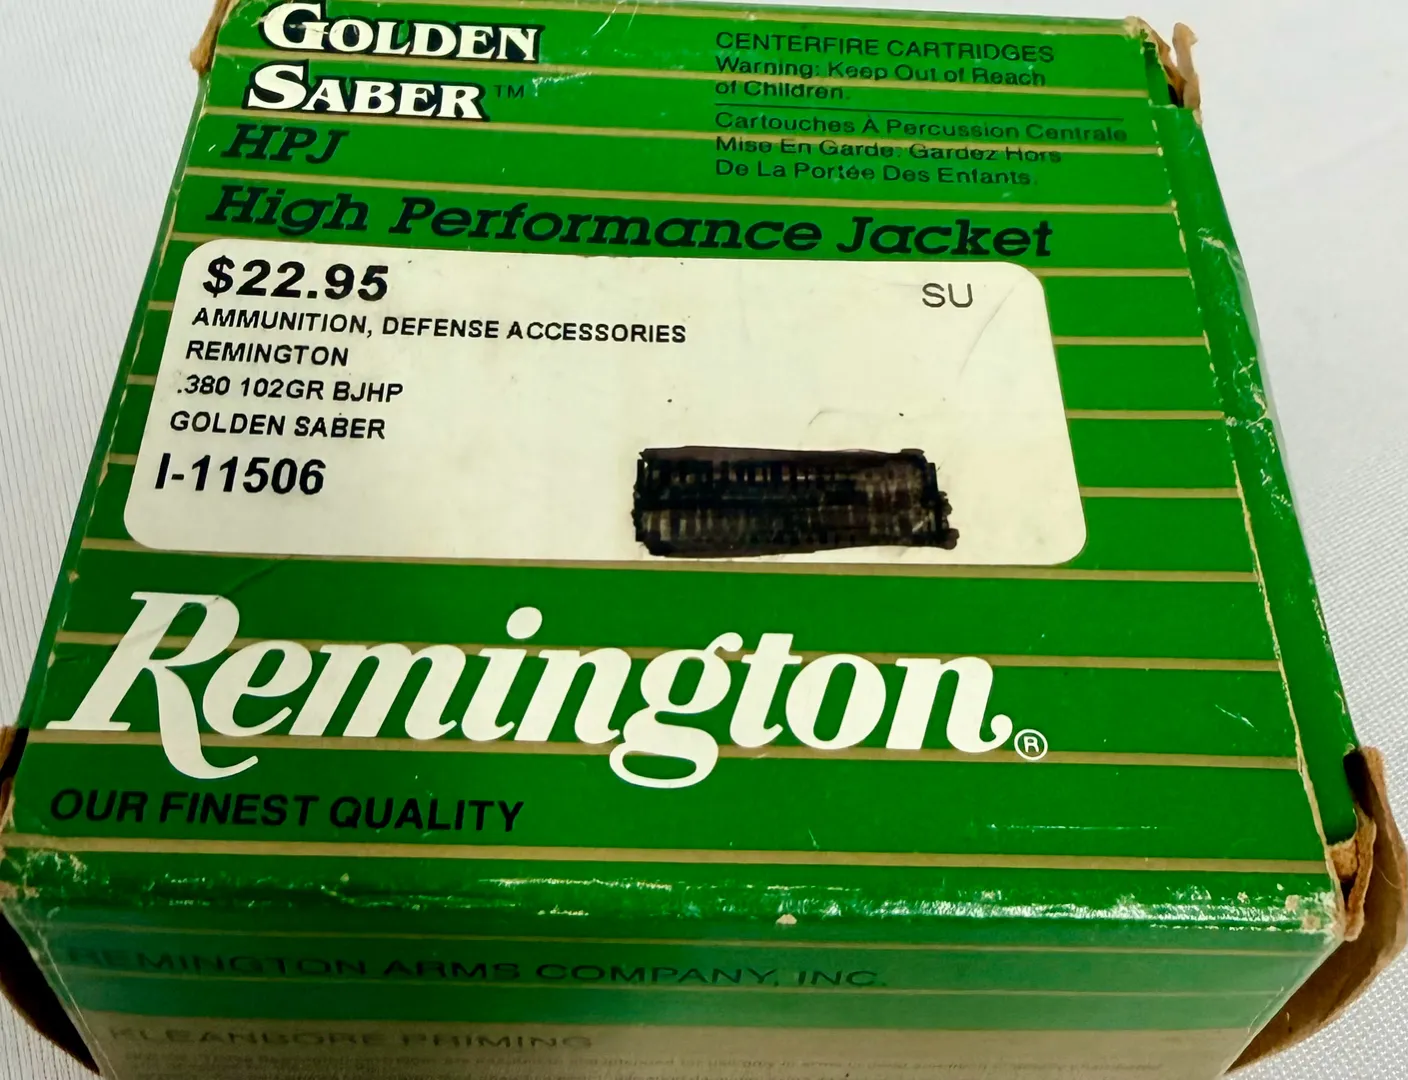 GOLDEN
SABER™
HPJ
High Performance Jacket
CENTERFIRE CARTRIDGES
Warning: Keep Out of Reach
of Children.
Cartouches À Percussion Centrale
Mise En Garde: Gardez Hors
De La Portée Des Enfants.
$22.95
SU
AMMUNITION, DEFENSE ACCESSORIES
REMINGTON
.380 102GR BJHP
GOLDEN SABER
I-11506
Remington®
OUR FINEST QUALITY
REMINGTON ARMS COMPANY, INC.
KLEANBORE PRIMING